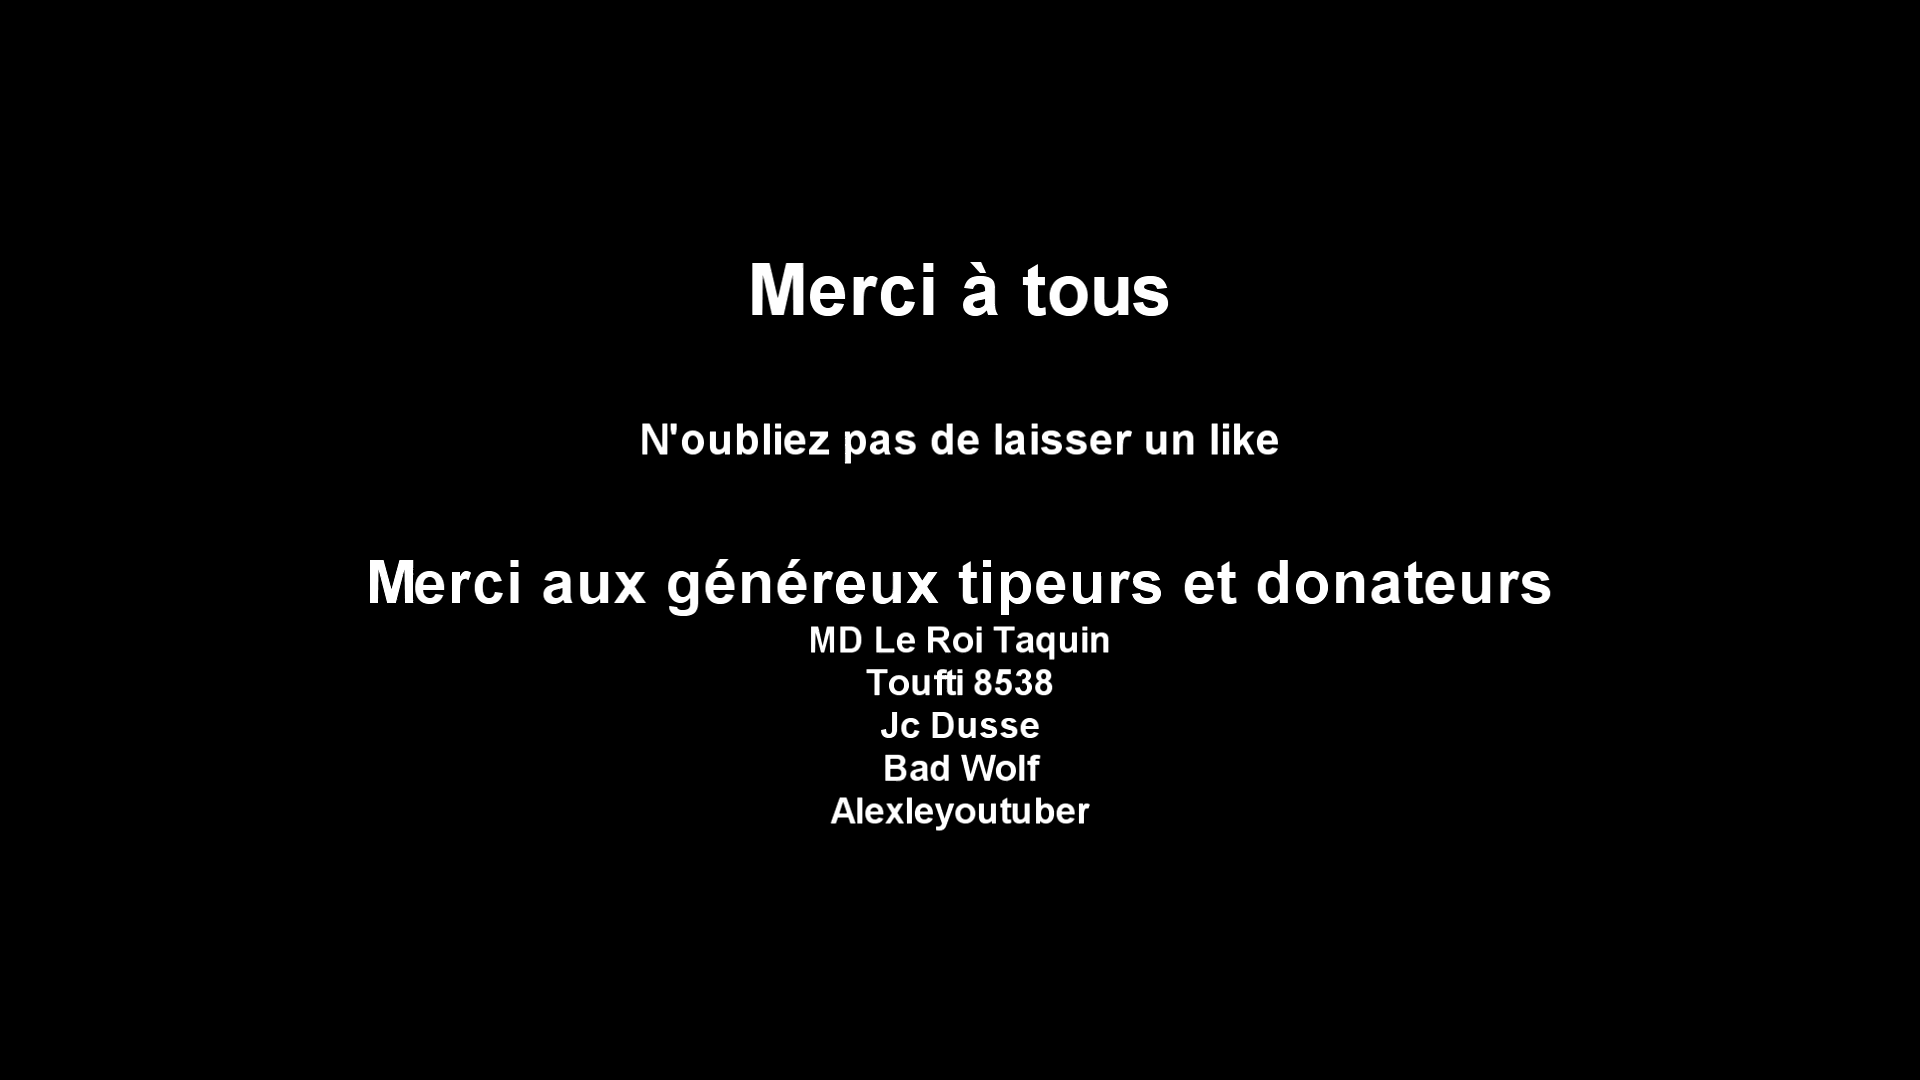 Merci à tous
N'oubliez pas de laisser un like
Merci aux généreux tipeurs et donateurs
MD Le Roi Taquin
Toufti 8538
Jc Dusse
Bad Wolf
Alexleyoutuber